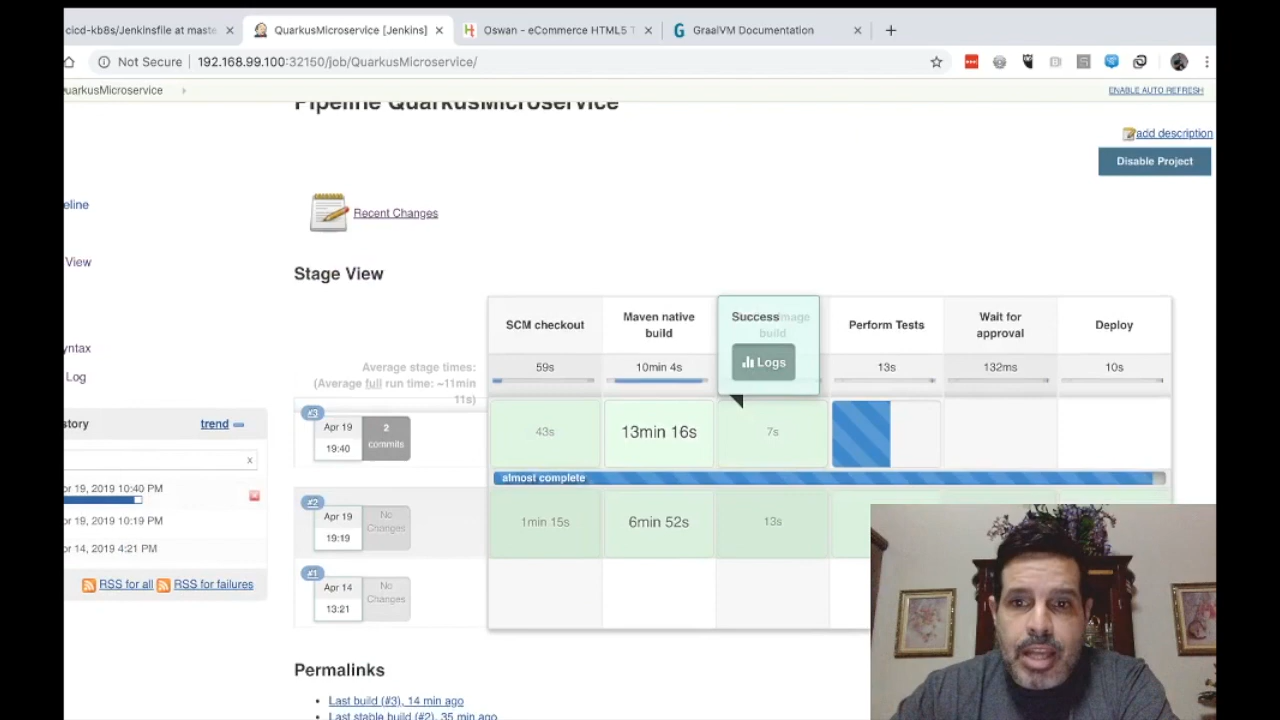 cicd-kb8s/Jenkinsfile at maste
QuarkusMicroservice [Jenkins]
Oswan - eCommerce HTML5 T
GraalVM Documentation
Not Secure
192.168.99.100:32150/job/QuarkusMicroservice/
uarkusMicroservice
ENABLE AUTO REFRESH
Pipeline QuarkusMicroservice
add description
Disable Project
eline
Recent Changes
View
Stage View
SCM checkout
Maven native build
Success
image build
Logs
Perform Tests
Wait for approval
Deploy
yntax
Log
Average stage times:
(Average full run time: ~11min
11s)
59s
10min 4s
13s
132ms
10s
story
trend
x
#3
Apr 19
19:40
2 commits
43s
13min 16s
7s
almost complete
or 19, 2019 10:40 PM
pr 19, 2019 10:19 PM
pr 14, 2019 4:21 PM
RSS for all
RSS for failures
#2
Apr 19
19:19
No Changes
1min 15s
6min 52s
13s
#1
Apr 14
13:21
No Changes
Permalinks
Last build (#3), 14 min ago
Last stable build (#2), 35 min ago